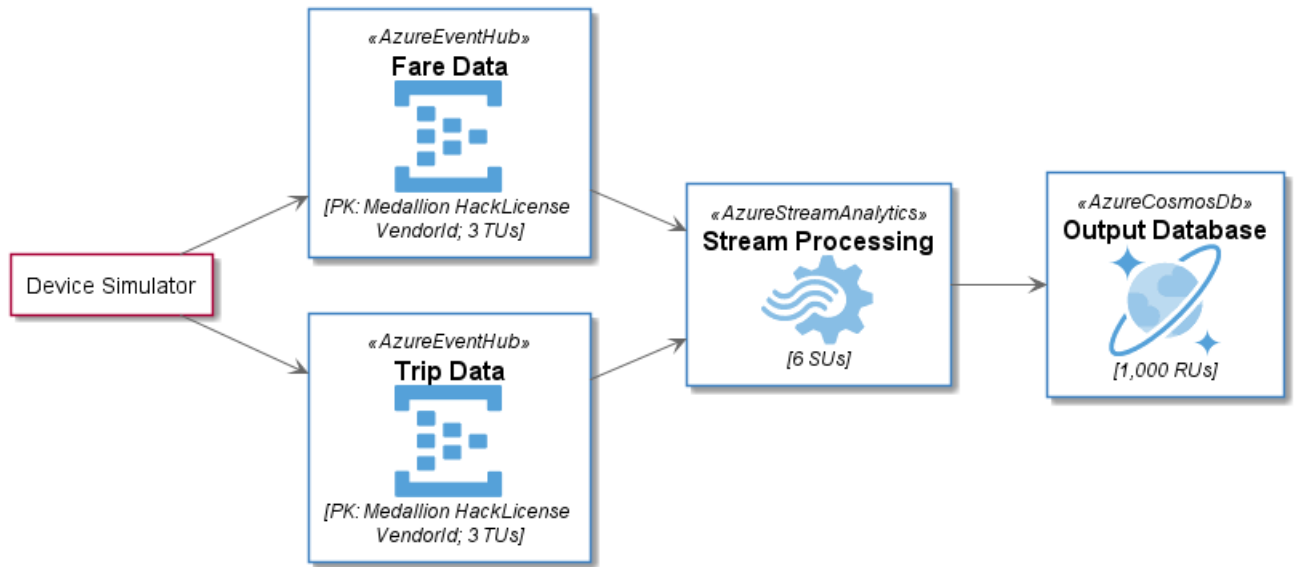 «AzureEventHub»
Fare Data
[PK: Medallion HackLicense
VendorId; 3 TUs]
Device Simulator
«AzureEventHub»
Trip Data
[PK: Medallion HackLicense
VendorId; 3 TUs]
«AzureStreamAnalytics»
Stream Processing
[6 SUs]
«AzureCosmosDb»
Output Database
[1,000 RUs]